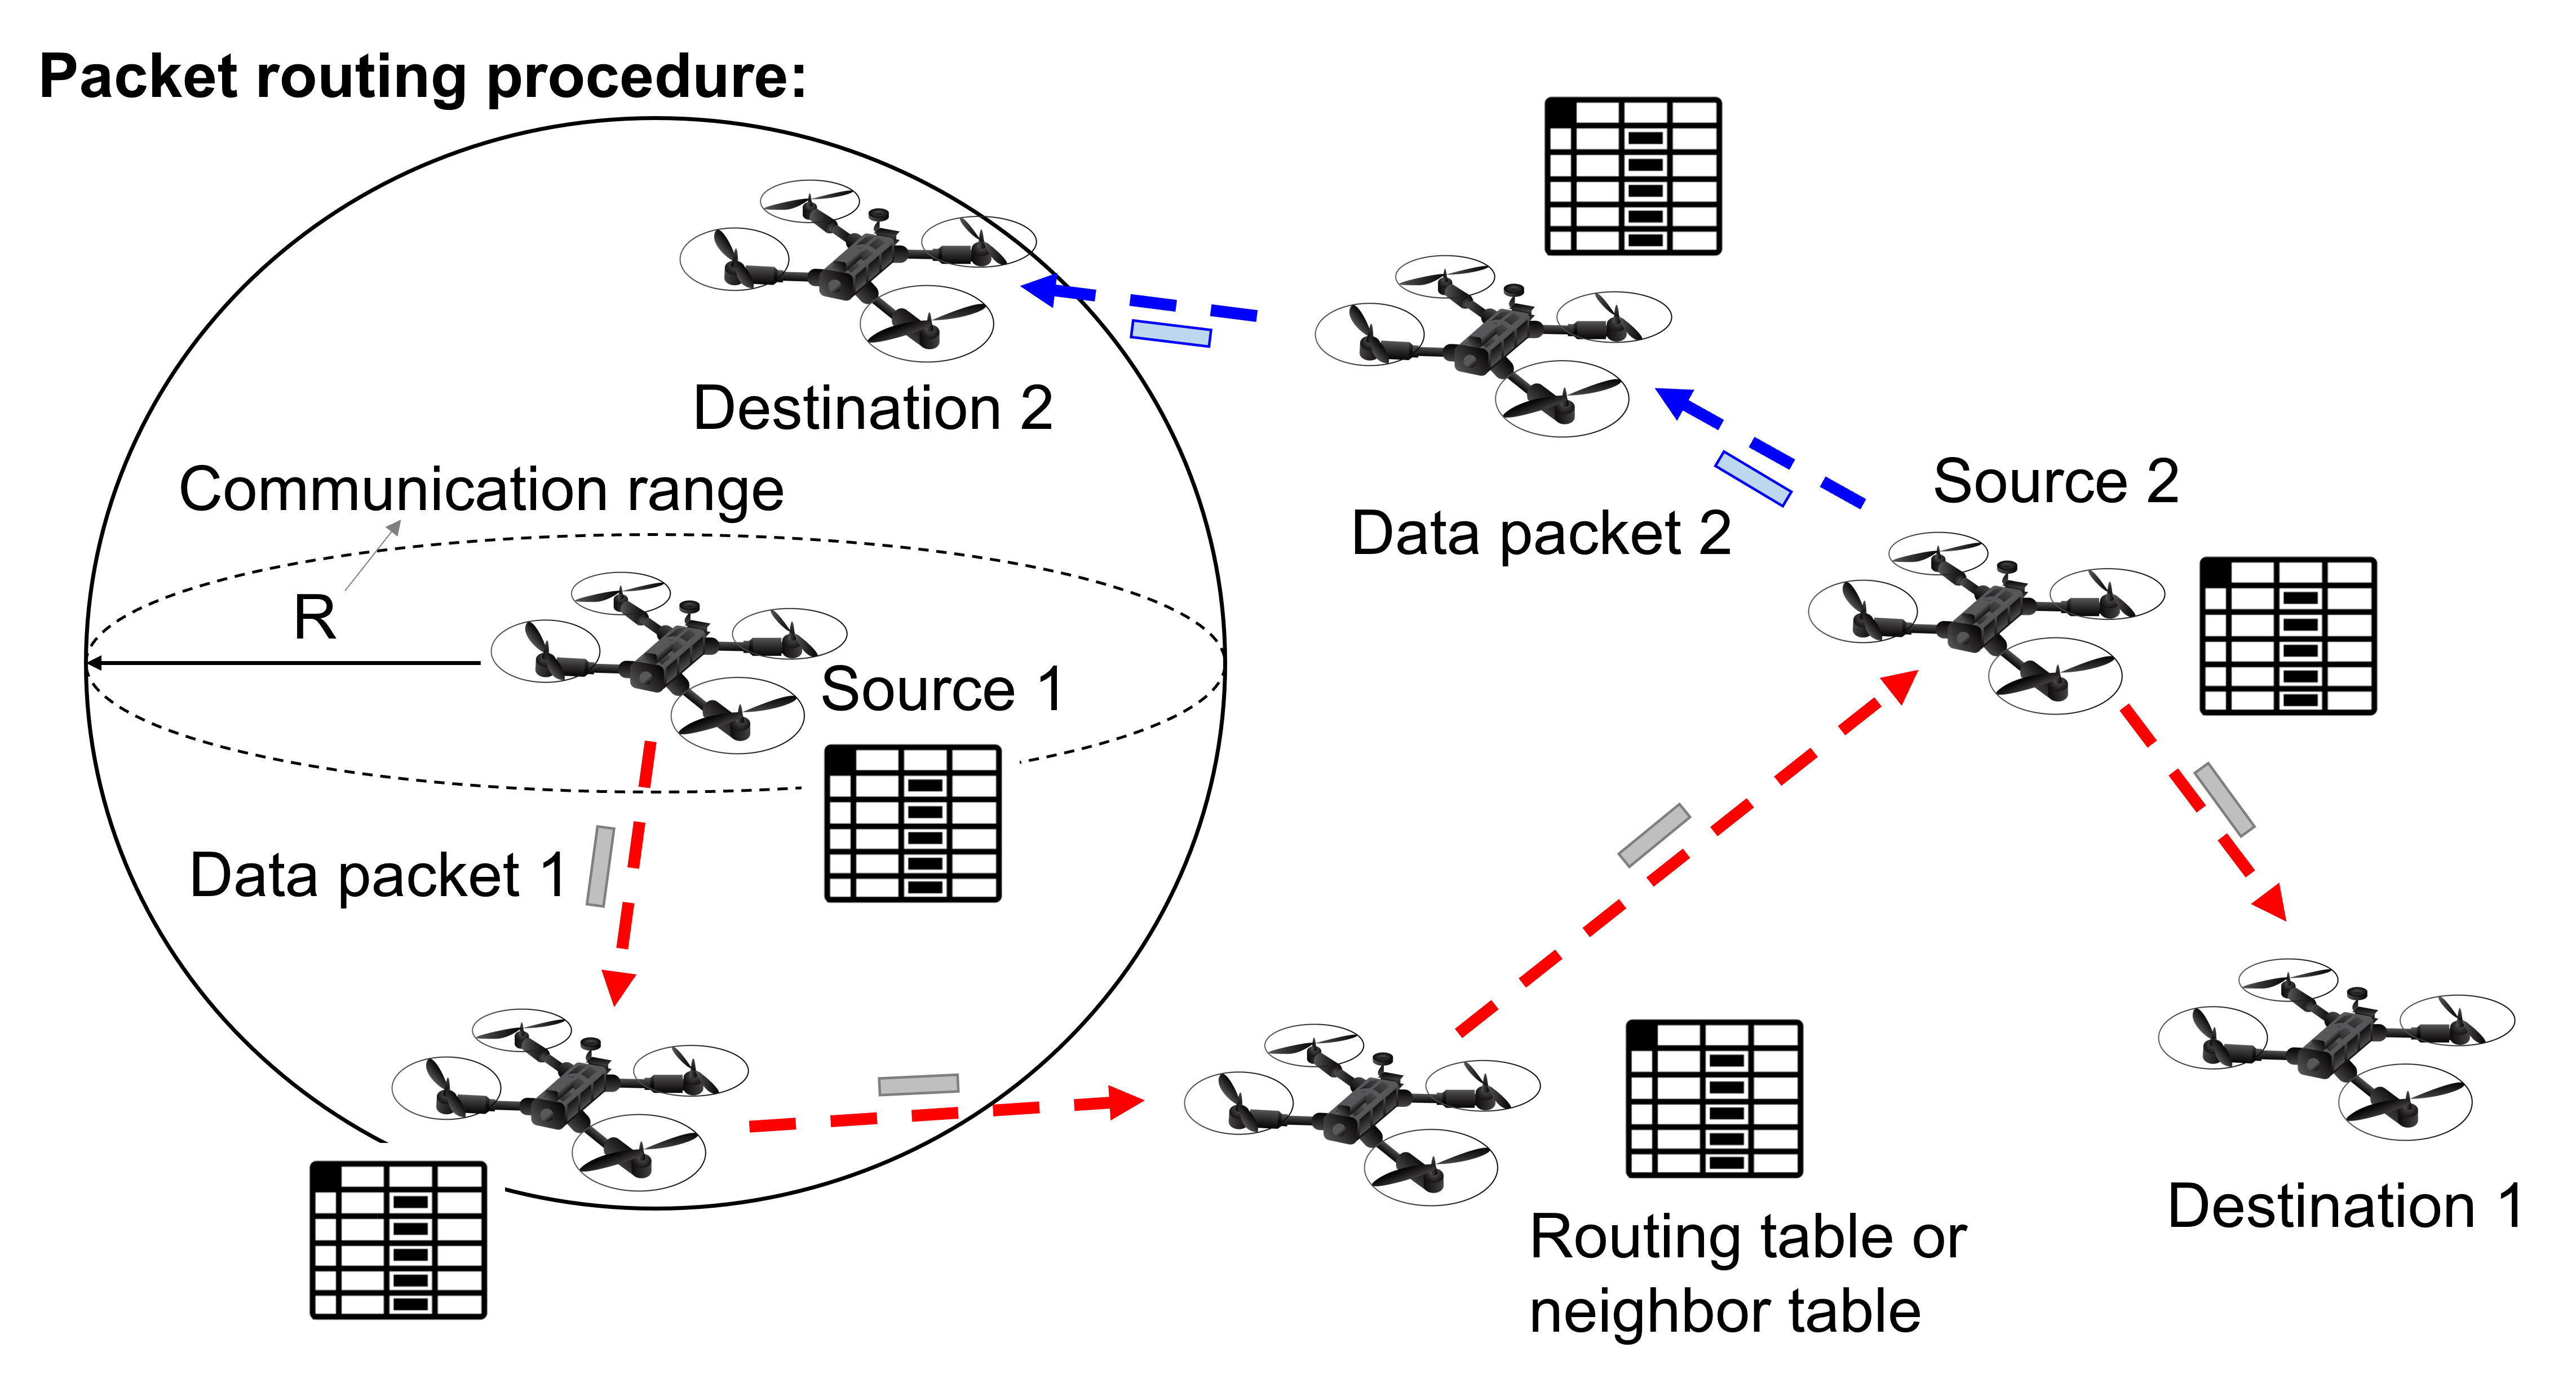 Packet routing procedure:
Destination 2
Communication range
Source 2
Data packet 2
R
Source 1
Data packet 1
Destination 1
Routing table or
neighbor table